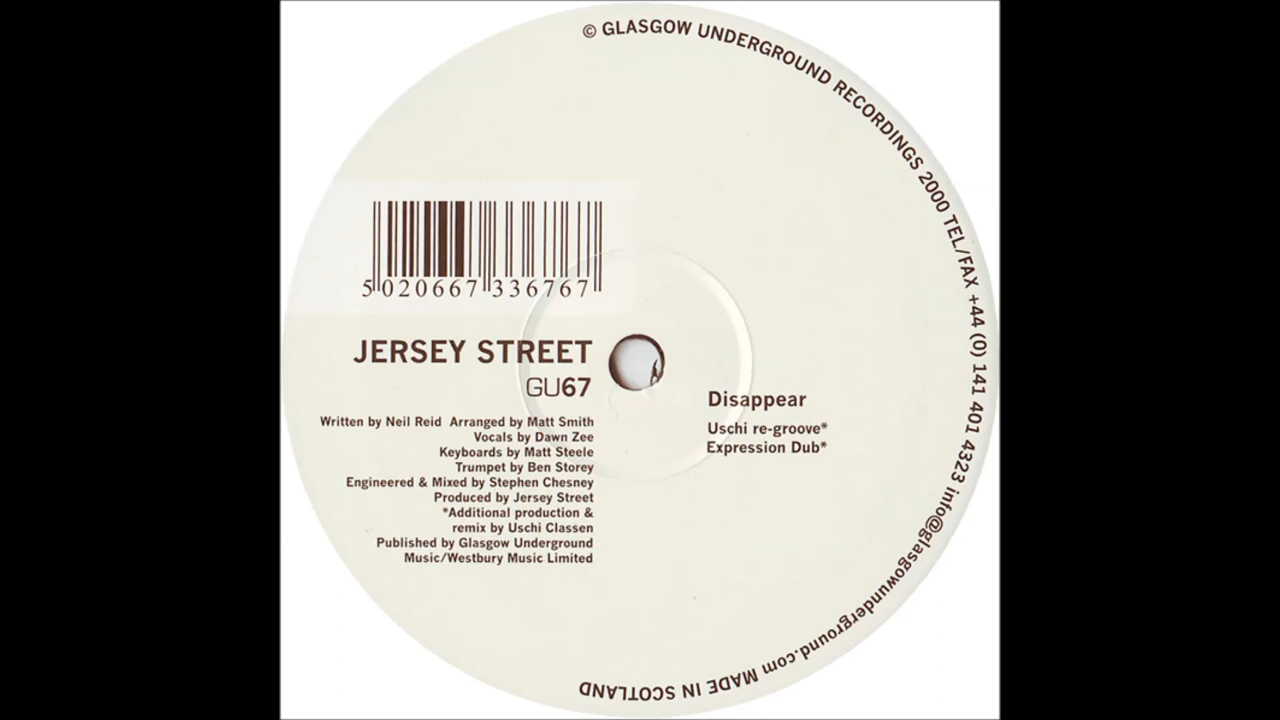 © GLASGOW UNDERGROUND RECORDINGS 2000 TEL/FAX +44 (0) 141 401 4323 info@glasgowunderground.com MADE IN SCOTLAND
5 020667 336767
JERSEY STREET
GU67
Written by Neil Reid Arranged by Matt Smith
Vocals by Dawn Zee
Keyboards by Matt Steele
Trumpet by Ben Storey
Engineered & Mixed by Stephen Chesney
Produced by Jersey Street
*Additional production &
remix by Uschi Classen
Published by Glasgow Underground
Music/Westbury Music Limited
Disappear
Uschi re-groove*
Expression Dub*